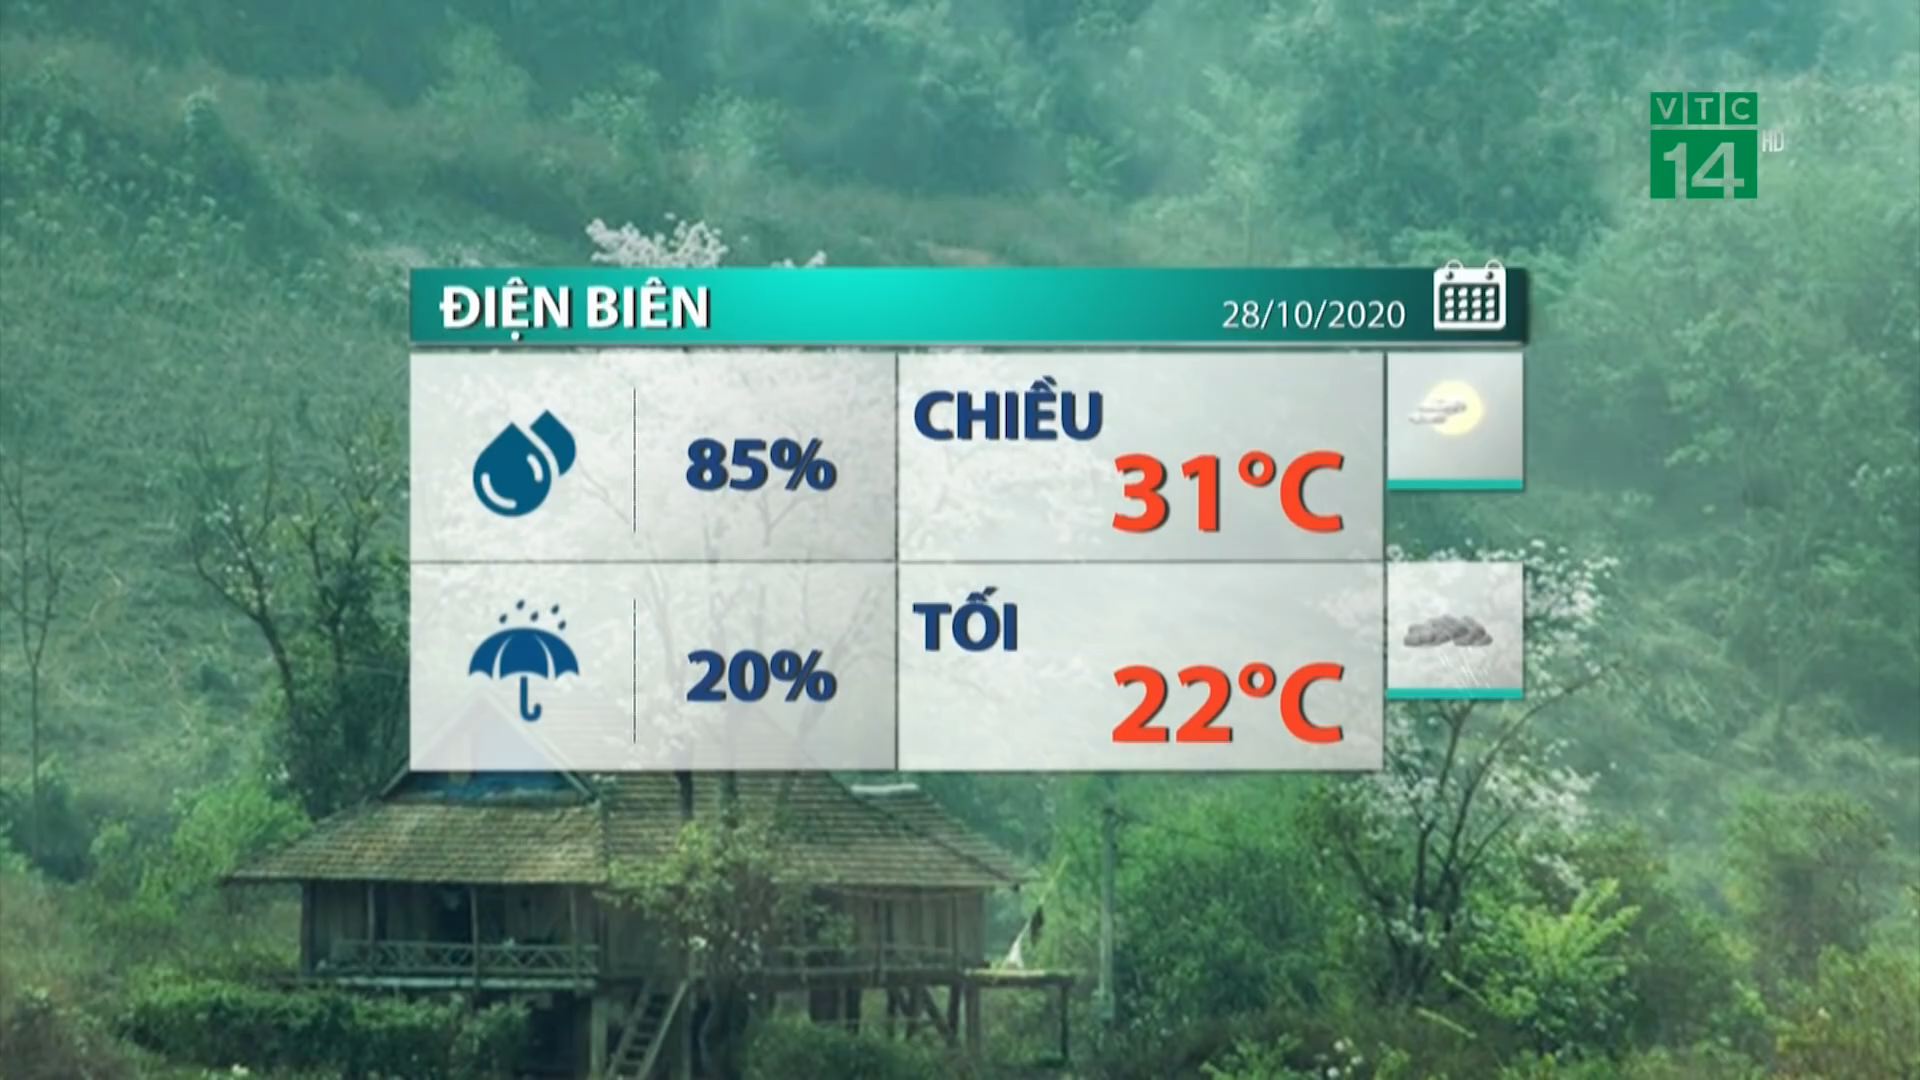 VTC
14 HD
ĐIỆN BIÊN
28/10/2020
85%
CHIỀU
31°C
20%
TỐI
22°C